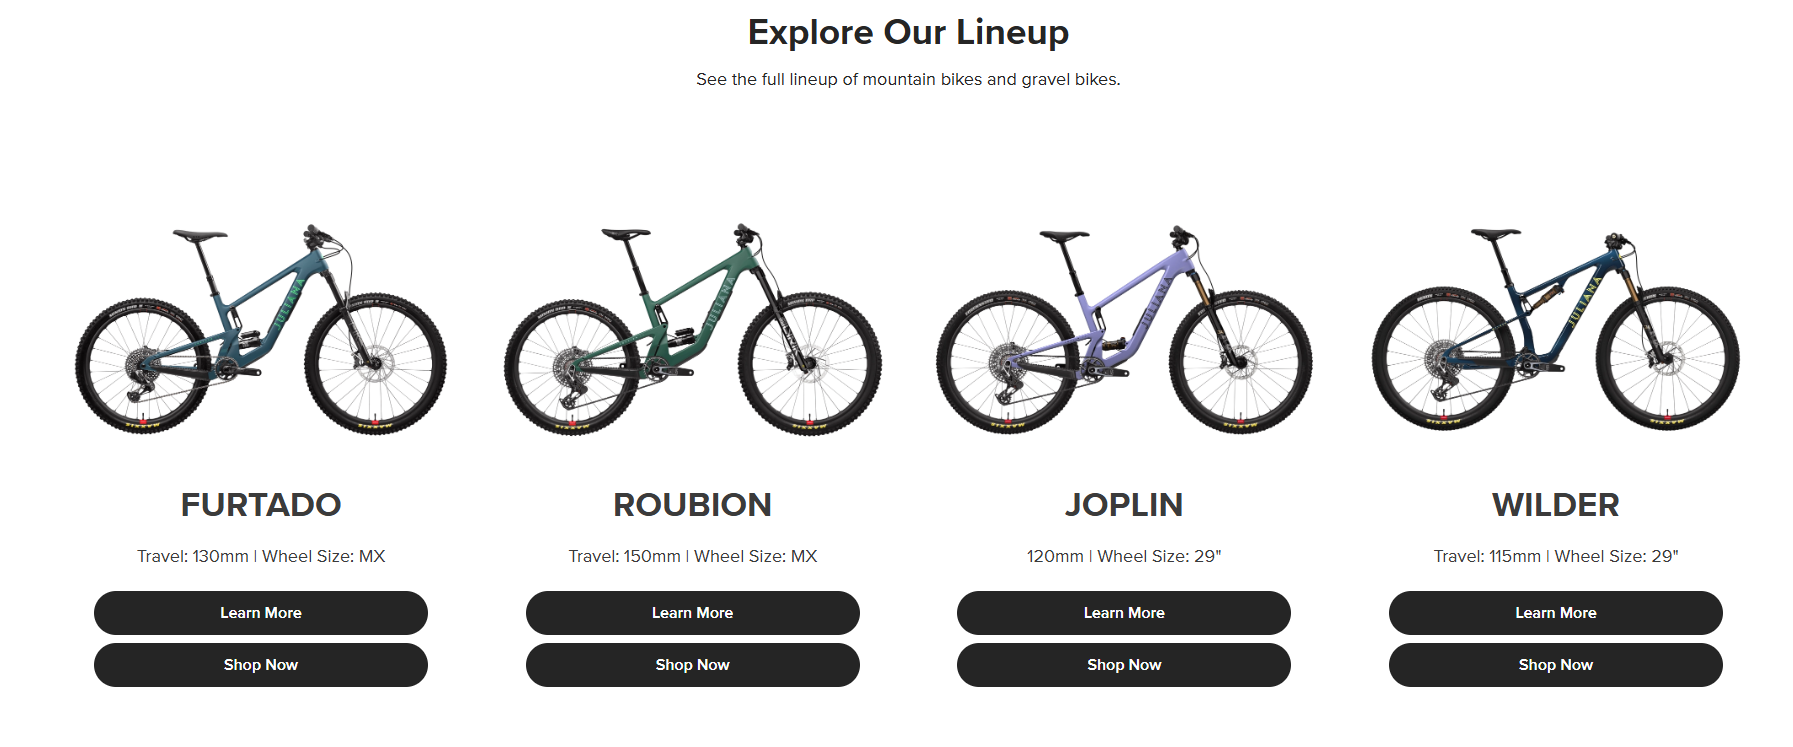 Explore Our Lineup
See the full lineup of mountain bikes and gravel bikes.
JULIANA
JULIANA
JULIANA
JULIANA
FURTADO
ROUBION
JOPLIN
WILDER
Travel: 130mm | Wheel Size: MX
Travel: 150mm | Wheel Size: MX
120mm | Wheel Size: 29"
Travel: 115mm | Wheel Size: 29"
Learn More
Learn More
Learn More
Learn More
Shop Now
Shop Now
Shop Now
Shop Now